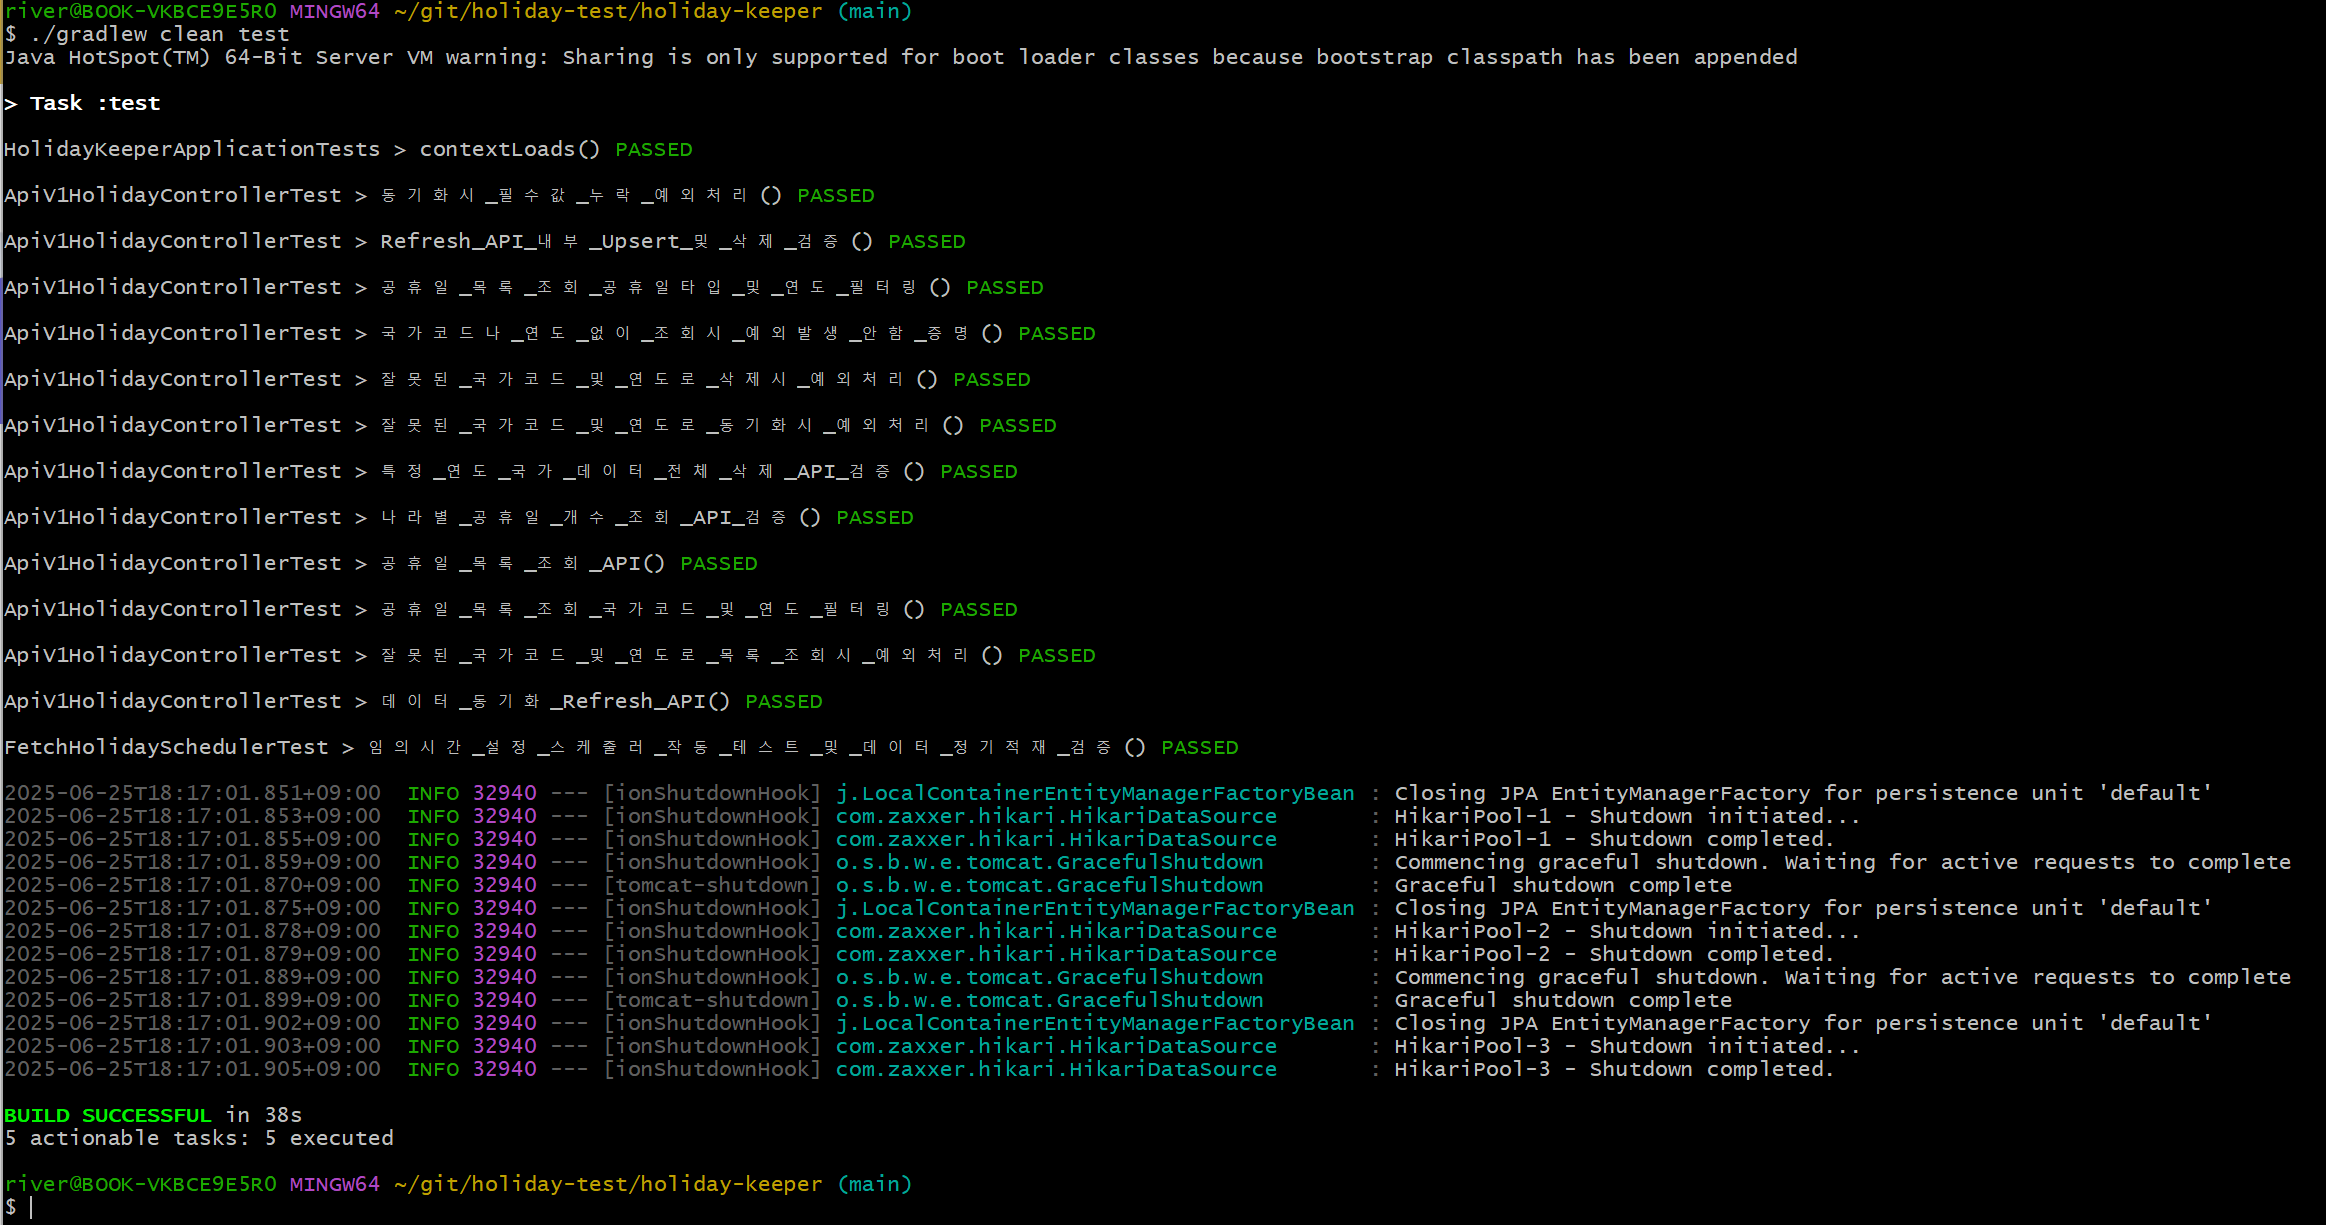 river@BOOK-VKBCE9E5RO MINGW64 ~/git/holiday-test/holiday-keeper (main)
$ ./gradlew clean test
Java HotSpot(TM) 64-Bit Server VM warning: Sharing is only supported for boot loader classes because bootstrap classpath has been appended
> Task :test
HolidayKeeperApplicationTests > contextLoads() PASSED
ApiV1HolidayControllerTest > 동기화시_필수값_누락_예외처리() PASSED
ApiV1HolidayControllerTest > Refresh_API_내부_Upsert_및_삭제_검증() PASSED
ApiV1HolidayControllerTest > 공휴일_목록_조회_공휴일타입_및_연도_필터링() PASSED
ApiV1HolidayControllerTest > 국가코드나_연도_없이_조회시_예외발생_안함_증명() PASSED
ApiV1HolidayControllerTest > 잘못된_국가코드_및_연도로_삭제시_예외처리() PASSED
ApiV1HolidayControllerTest > 잘못된_국가코드_및_연도로_동기화시_예외처리() PASSED
ApiV1HolidayControllerTest > 특정_연도_국가_데이터_전체_삭제_API_검증() PASSED
ApiV1HolidayControllerTest > 나라별_공휴일_개수_조회_API_검증() PASSED
ApiV1HolidayControllerTest > 공휴일_목록_조회_API() PASSED
ApiV1HolidayControllerTest > 공휴일_목록_조회_국가코드_및_연도_필터링() PASSED
ApiV1HolidayControllerTest > 잘못된_국가코드_및_연도로_목록_조회시_예외처리() PASSED
ApiV1HolidayControllerTest > 데이터_동기화_Refresh_API() PASSED
FetchHolidaySchedulerTest > 임의시간_설정_스케줄러_작동_테스트_및_데이터_정기적재_검증() PASSED
2025-06-25T18:17:01.851+09:00  INFO 32940 --- [ionShutdownHook] j.LocalContainerEntityManagerFactoryBean : Closing JPA EntityManagerFactory for persistence unit 'default'
2025-06-25T18:17:01.853+09:00  INFO 32940 --- [ionShutdownHook] com.zaxxer.hikari.HikariDataSource       : HikariPool-1 - Shutdown initiated...
2025-06-25T18:17:01.855+09:00  INFO 32940 --- [ionShutdownHook] com.zaxxer.hikari.HikariDataSource       : HikariPool-1 - Shutdown completed.
2025-06-25T18:17:01.859+09:00  INFO 32940 --- [ionShutdownHook] o.s.b.w.e.tomcat.GracefulShutdown        : Commencing graceful shutdown. Waiting for active requests to complete
2025-06-25T18:17:01.870+09:00  INFO 32940 --- [tomcat-shutdown] o.s.b.w.e.tomcat.GracefulShutdown        : Graceful shutdown complete
2025-06-25T18:17:01.875+09:00  INFO 32940 --- [ionShutdownHook] j.LocalContainerEntityManagerFactoryBean : Closing JPA EntityManagerFactory for persistence unit 'default'
2025-06-25T18:17:01.878+09:00  INFO 32940 --- [ionShutdownHook] com.zaxxer.hikari.HikariDataSource       : HikariPool-2 - Shutdown initiated...
2025-06-25T18:17:01.879+09:00  INFO 32940 --- [ionShutdownHook] com.zaxxer.hikari.HikariDataSource       : HikariPool-2 - Shutdown completed.
2025-06-25T18:17:01.889+09:00  INFO 32940 --- [ionShutdownHook] o.s.b.w.e.tomcat.GracefulShutdown        : Commencing graceful shutdown. Waiting for active requests to complete
2025-06-25T18:17:01.899+09:00  INFO 32940 --- [tomcat-shutdown] o.s.b.w.e.tomcat.GracefulShutdown        : Graceful shutdown complete
2025-06-25T18:17:01.902+09:00  INFO 32940 --- [ionShutdownHook] j.LocalContainerEntityManagerFactoryBean : Closing JPA EntityManagerFactory for persistence unit 'default'
2025-06-25T18:17:01.903+09:00  INFO 32940 --- [ionShutdownHook] com.zaxxer.hikari.HikariDataSource       : HikariPool-3 - Shutdown initiated...
2025-06-25T18:17:01.905+09:00  INFO 32940 --- [ionShutdownHook] com.zaxxer.hikari.HikariDataSource       : HikariPool-3 - Shutdown completed.
BUILD SUCCESSFUL in 38s
5 actionable tasks: 5 executed
river@BOOK-VKBCE9E5RO MINGW64 ~/git/holiday-test/holiday-keeper (main)
$